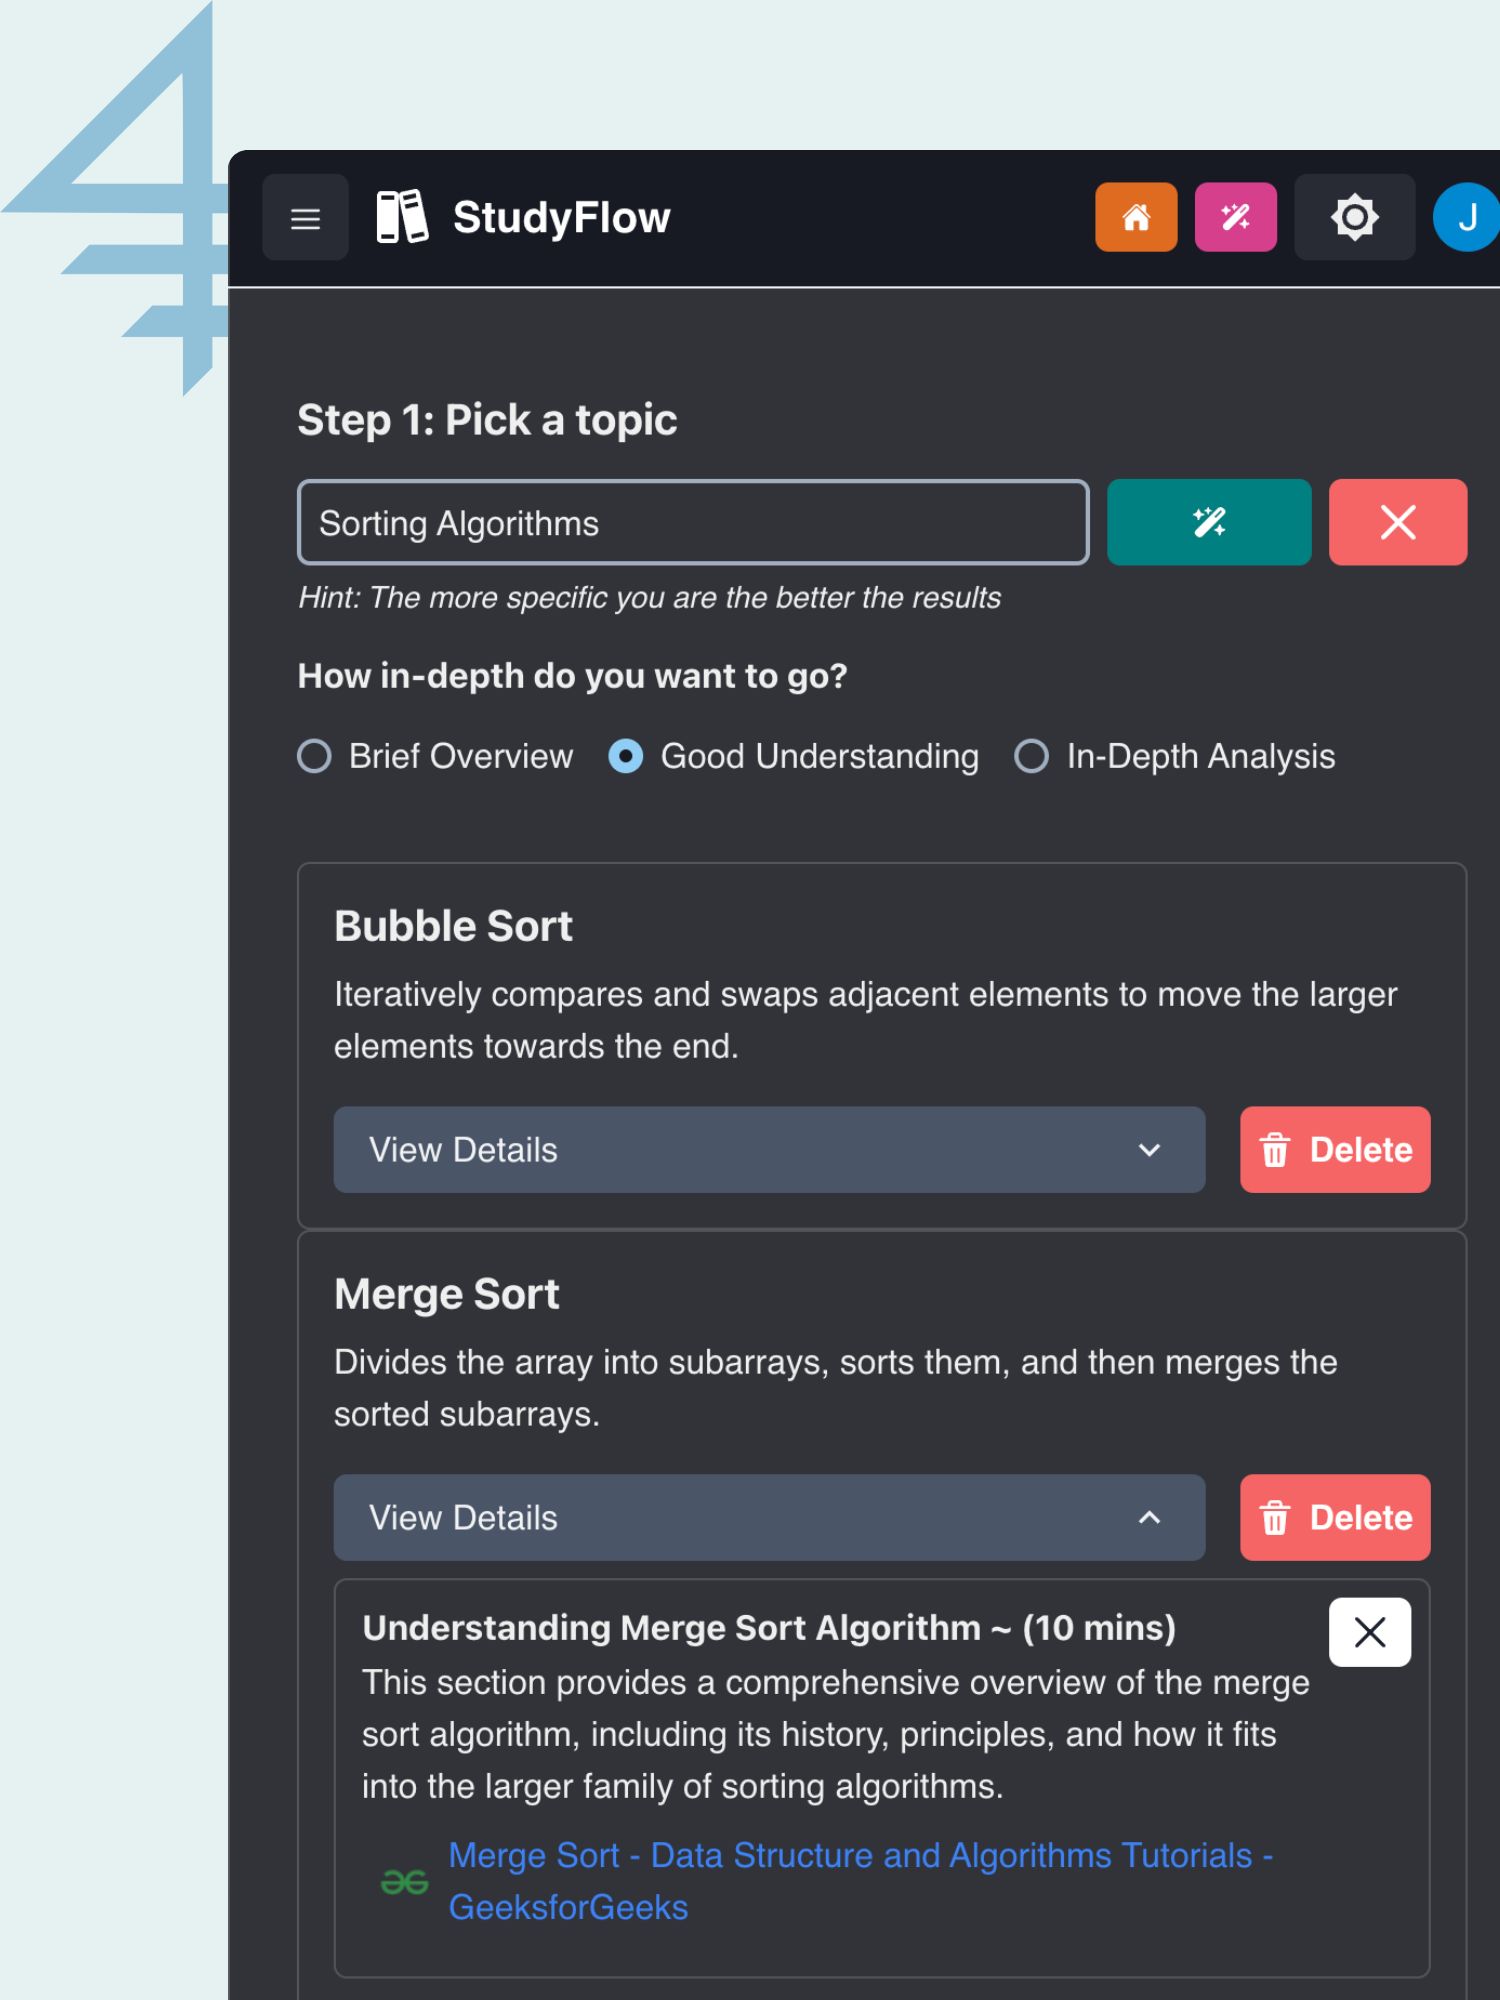 StudyFlow
J
Step 1: Pick a topic
Sorting Algorithms
Hint: The more specific you are the better the results
How in-depth do you want to go?
Brief Overview Good Understanding In-Depth Analysis
Bubble Sort
Iteratively compares and swaps adjacent elements to move the larger
elements towards the end.
View Details
Delete
Merge Sort
Divides the array into subarrays, sorts them, and then merges the
sorted subarrays.
View Details
Delete
Understanding Merge Sort Algorithm ~ (10 mins)
This section provides a comprehensive overview of the merge
sort algorithm, including its history, principles, and how it fits
into the larger family of sorting algorithms.
Merge Sort - Data Structure and Algorithms Tutorials -
GeeksforGeeks